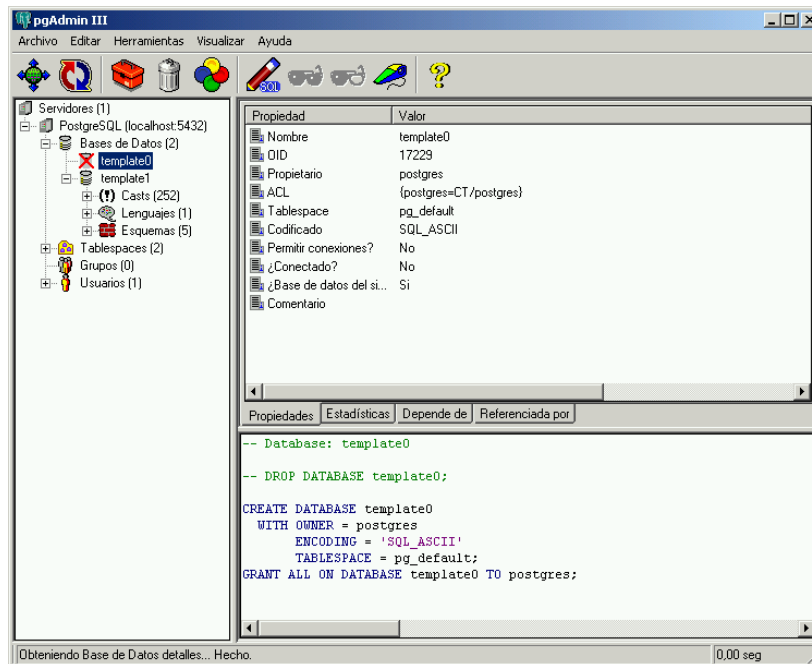 pgAdmin III
Archivo Editar Herramientas Visualizar Ayuda
SQL
Servidores (1)
PostgreSQL (localhost:5432)
Bases de Datos (2)
template0
template1
Casts (252)
Lenguajes (1)
Esquemas (5)
Tablespaces (2)
Grupos (0)
Usuarios (1)
Propiedad Valor
Nombre template0
OID 17229
Propietario postgres
ACL {postgres=CT/postgres}
Tablespace pg_default
Codificado SQL_ASCII
Permitir conexiones? No
¿Conectado? No
¿Base de datos del si... Si
Comentario
Propiedades Estadísticas Depende de Referenciada por
-- Database: template0
-- DROP DATABASE template0;
CREATE DATABASE template0
WITH OWNER = postgres
ENCODING = 'SQL_ASCII'
TABLESPACE = pg_default;
GRANT ALL ON DATABASE template0 TO postgres;
Obteniendo Base de Datos detalles... Hecho. 0,00 seg